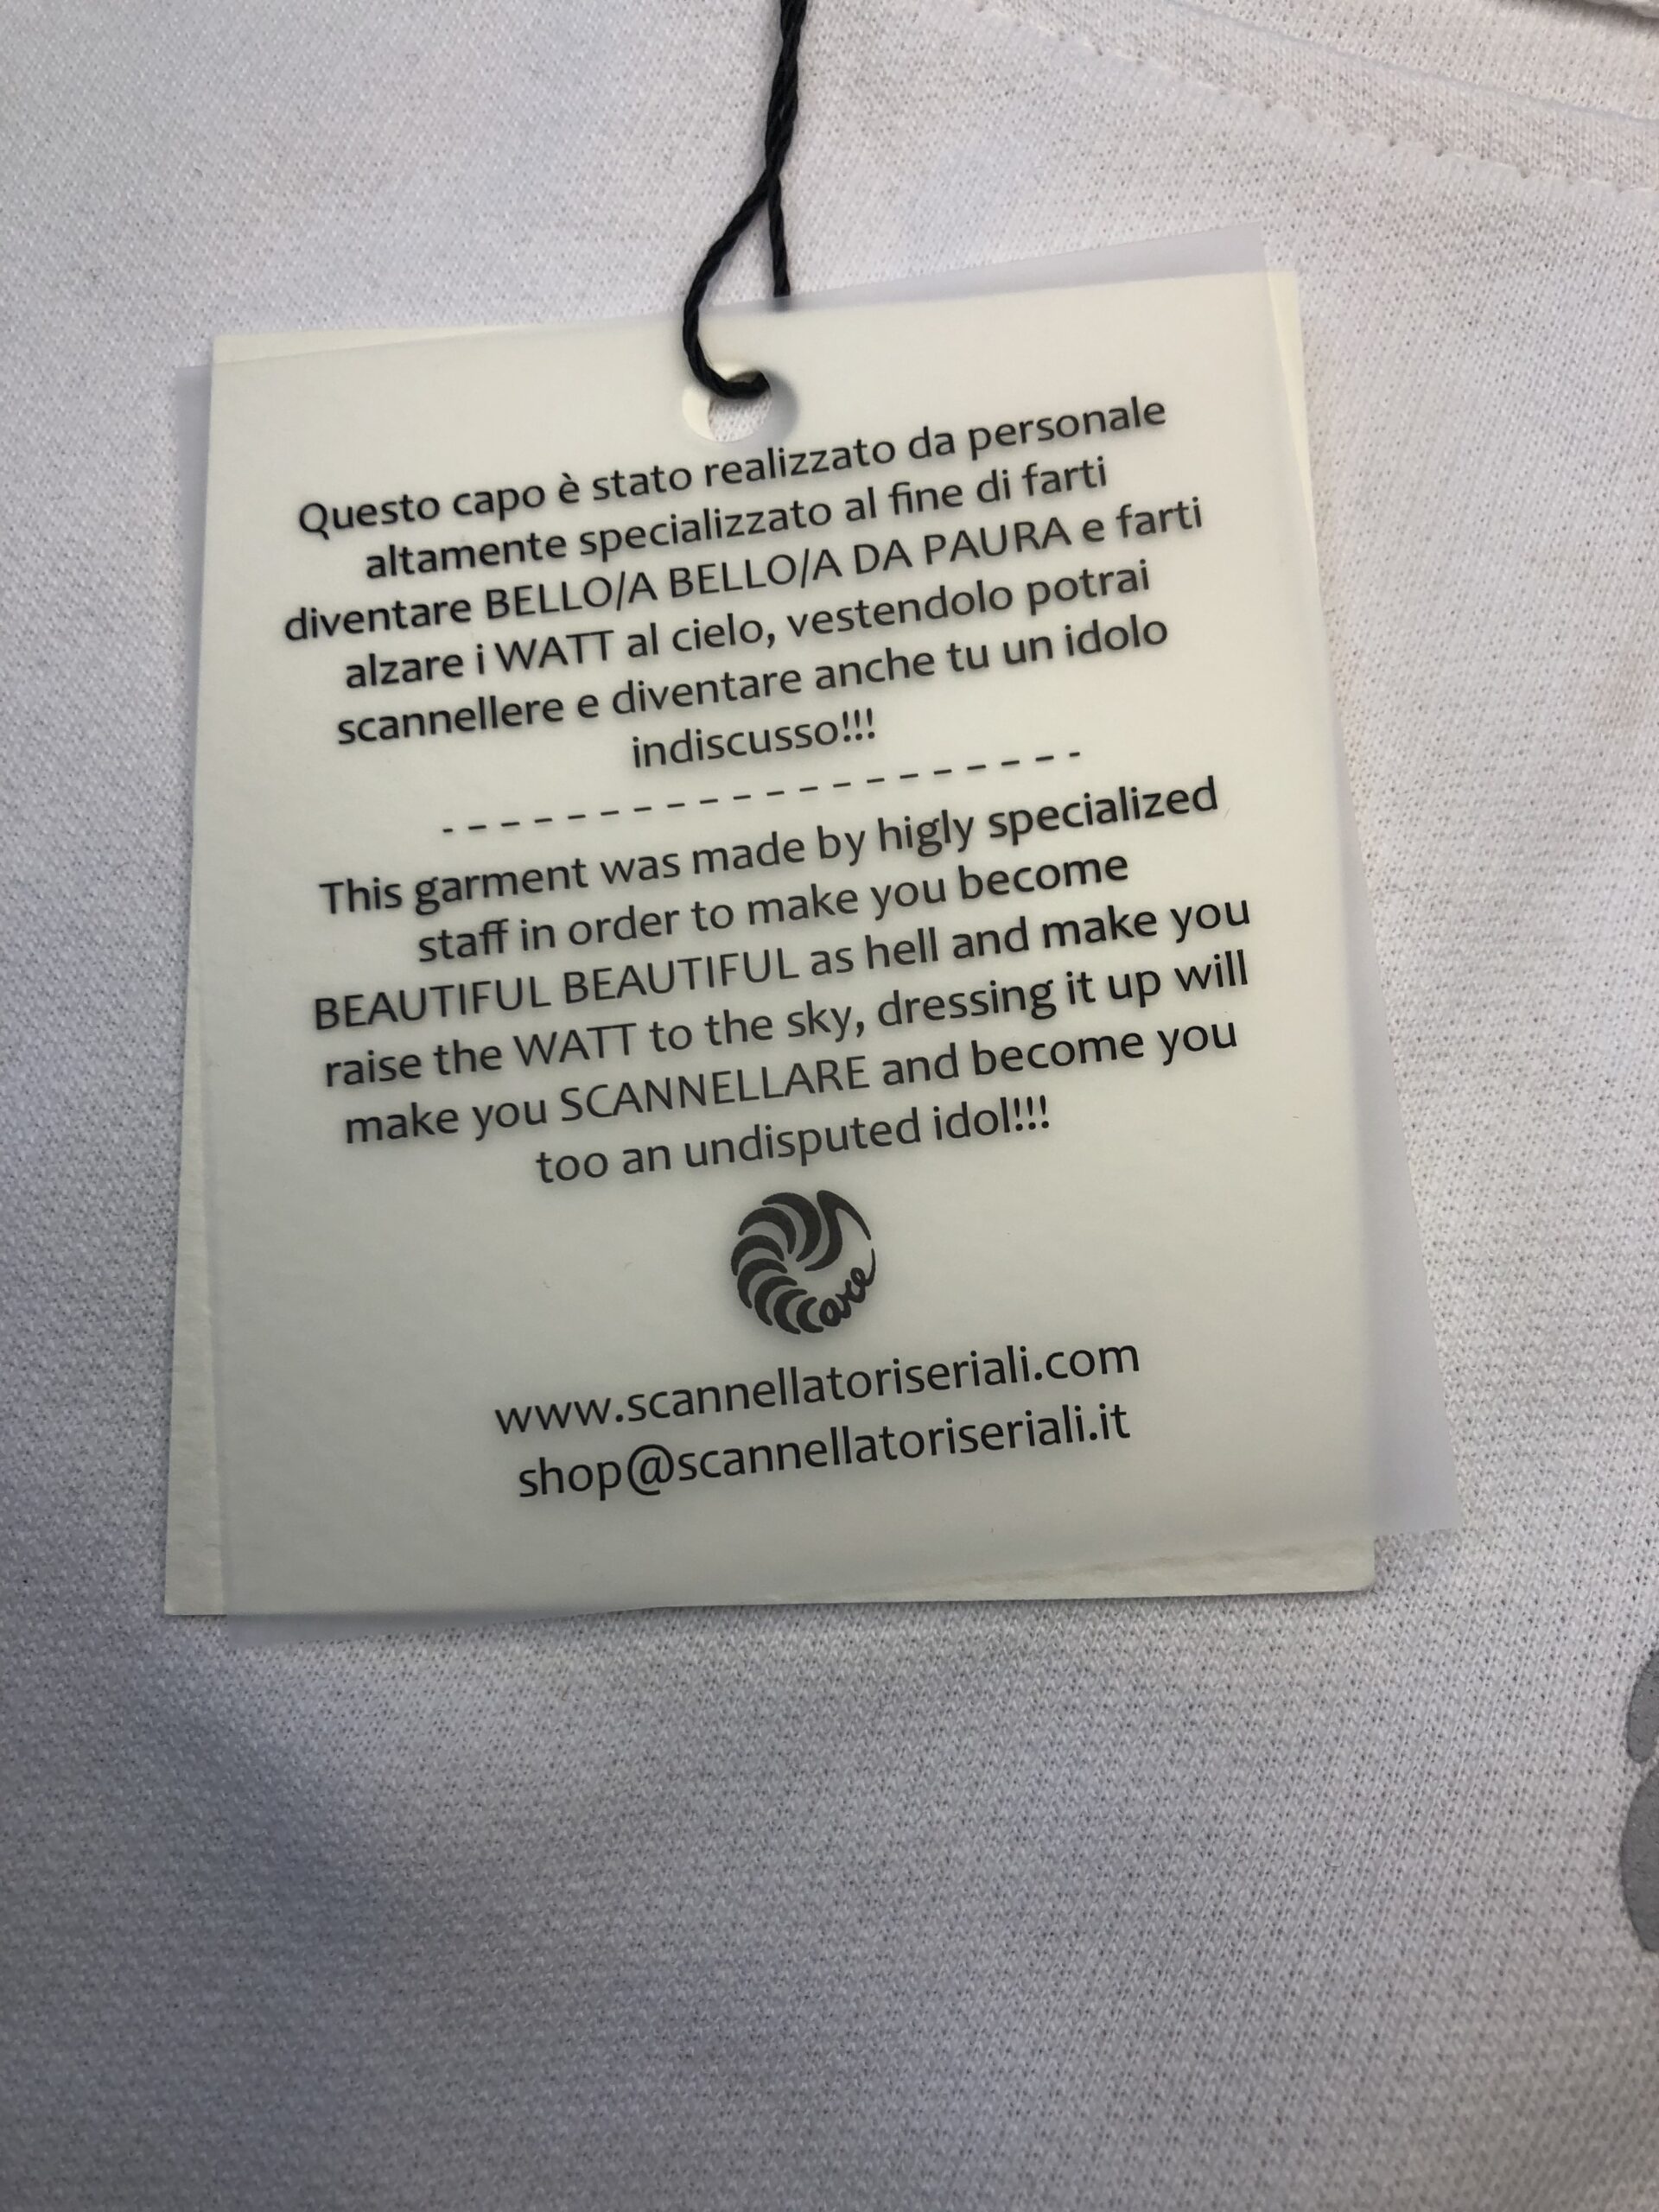 Questo capo è stato realizzato da personale
altamente specializzato al fine di farti
diventare BELLO/A BELLO/A DA PAURA e farti
alzare i WATT al cielo, vestendolo potrai
scannellere e diventare anche tu un idolo
indiscusso!!!
- - - - - - - - - - - - - - - - - - - -
This garment was made by higly specialized
staff in order to make you become
BEAUTIFUL BEAUTIFUL as hell and make you
raise the WATT to the sky, dressing it up will
make you SCANNELLARE and become you
too an undisputed idol!!!
care
www.scannellatoriseriali.com
shop@scannellatoriseriali.it